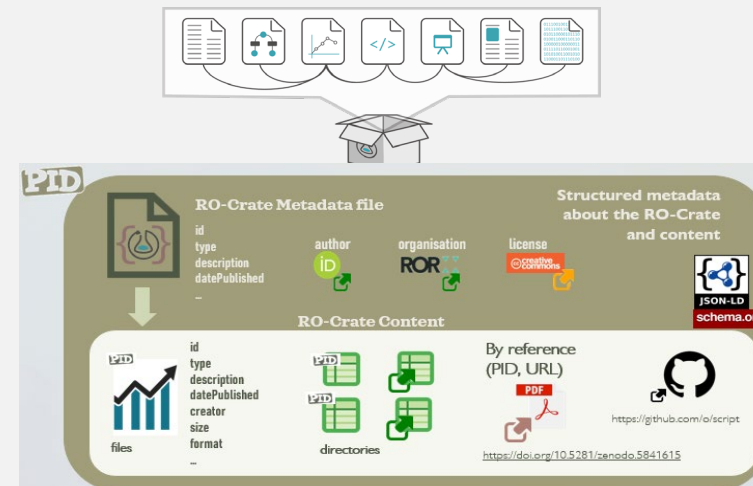 </>
PID
RO-Crate Metadata file
id
type
description
datePublished
...
author
iD
organisation
ROR
license
creative commons
Structured metadata
about the RO-Crate
and content
JSON-LD
schema.o
RO-Crate Content
PID
files
id
type
description
datePublished
creator
size
format
...
PID
PID
directories
By reference
(PID, URL)
PDF
https://doi.org/10.5281/zenodo.5841615
https://github.com/o/script